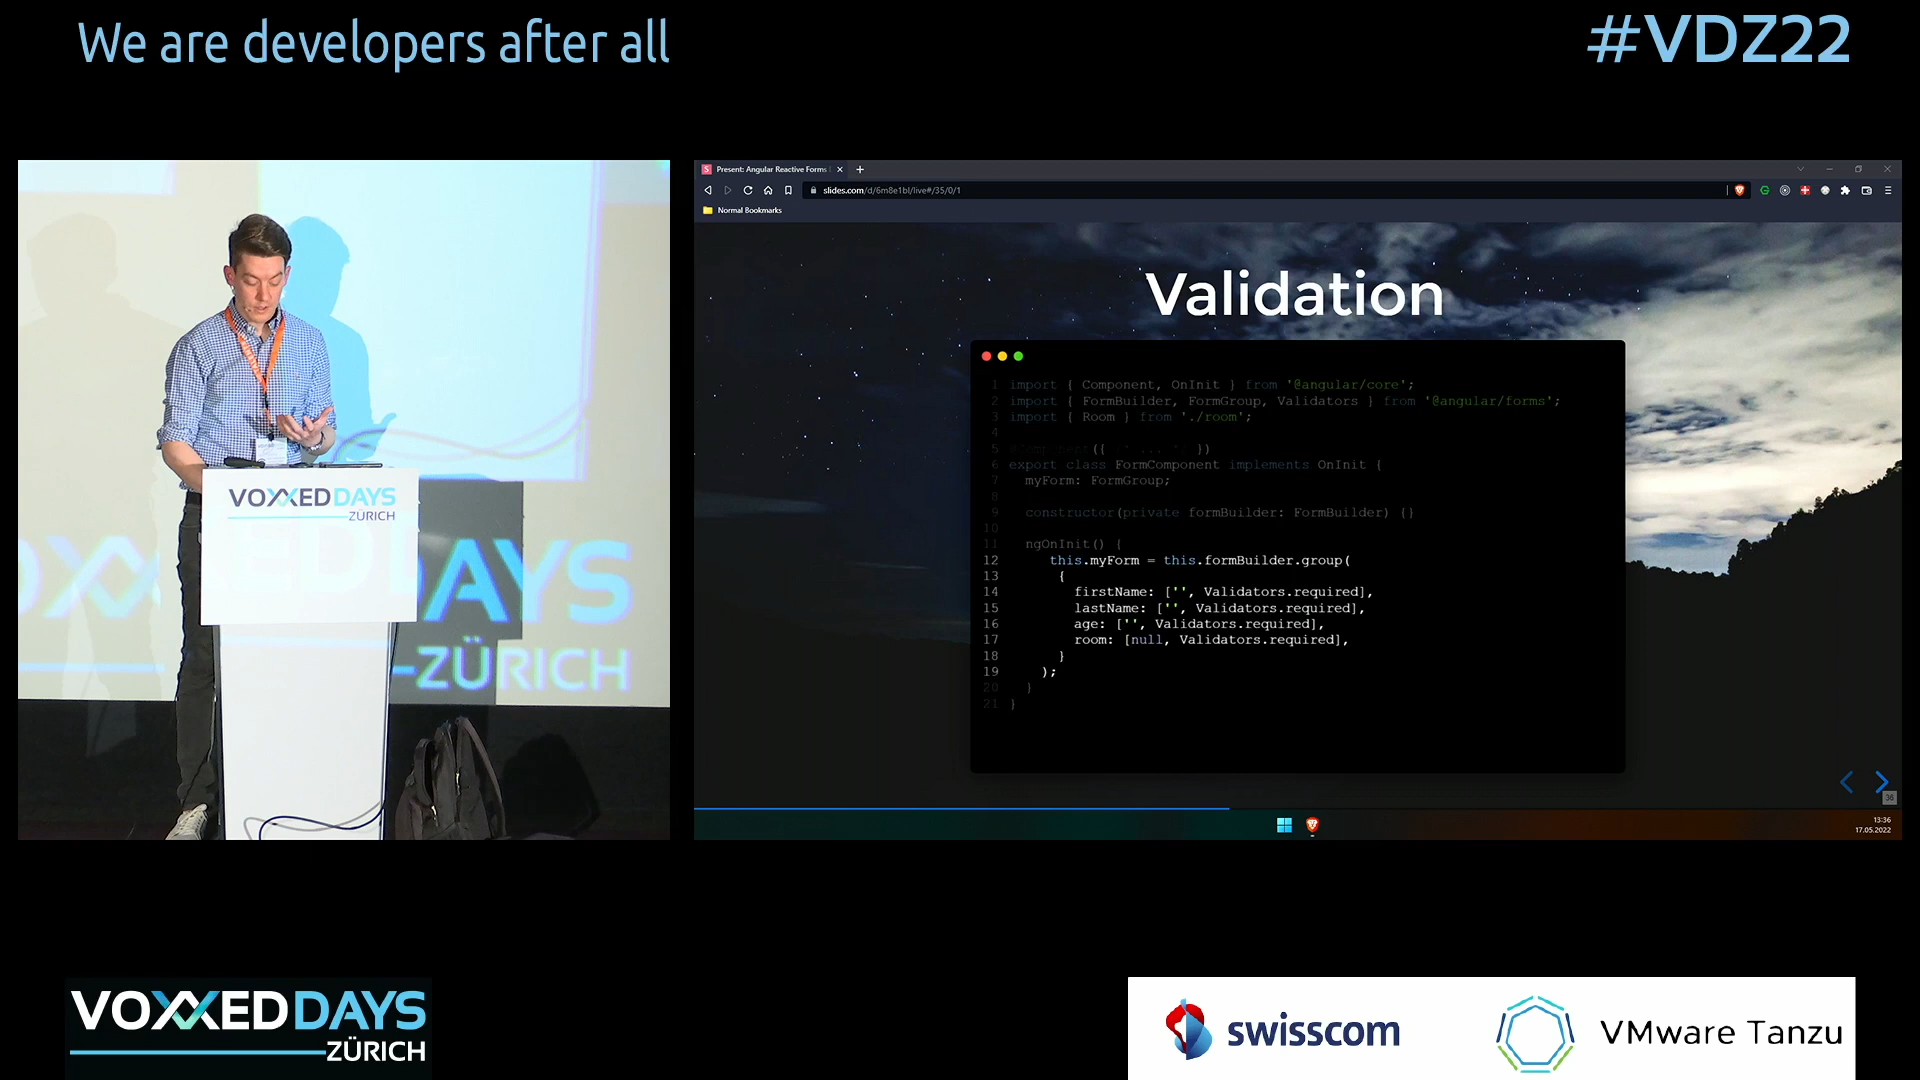 We are developers after all
#VDZ22
Present: Angular Reactive Forms
slides.com/d/6m8e1bl/live#/35/0/1
Normal Bookmarks
Validation
1 import { Component, OnInit } from '@angular/core';
2 import { FormBuilder, FormGroup, Validators } from '@angular/forms';
3 import { Room } from './room';
4
5 ({ ... })
6 export class FormComponent implements OnInit {
7 myForm: FormGroup;
8
9 constructor(private formBuilder: FormBuilder) {}
10
11 ngOnInit() {
12 this.myForm = this.formBuilder.group(
13 {
14 firstName: ['', Validators.required],
15 lastName: ['', Validators.required],
16 age: ['', Validators.required],
17 room: [null, Validators.required],
18 }
19 );
20 }
21 }
36
13:36
17.05.2022
VOXXED DAYS
ZÜRICH
DAYS
ZÜRICH
VOXXED DAYS
ZÜRICH
swisscom
VMware Tanzu